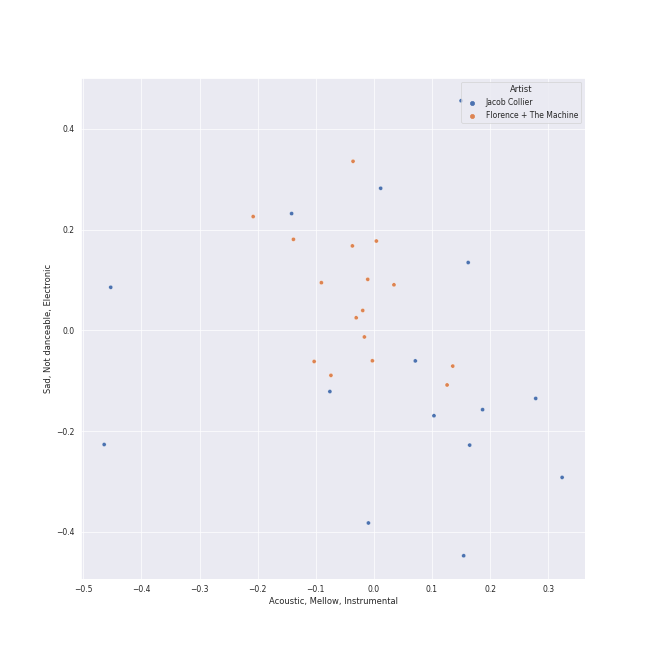 Artist
Jacob Collier
Florence + The Machine
0.4
0.2
0.0
−0.2
−0.4
Sad, Not danceable, Electronic
−0.5 −0.4 −0.3 −0.2 −0.1 0.0 0.1 0.2 0.3
Acoustic, Mellow, Instrumental